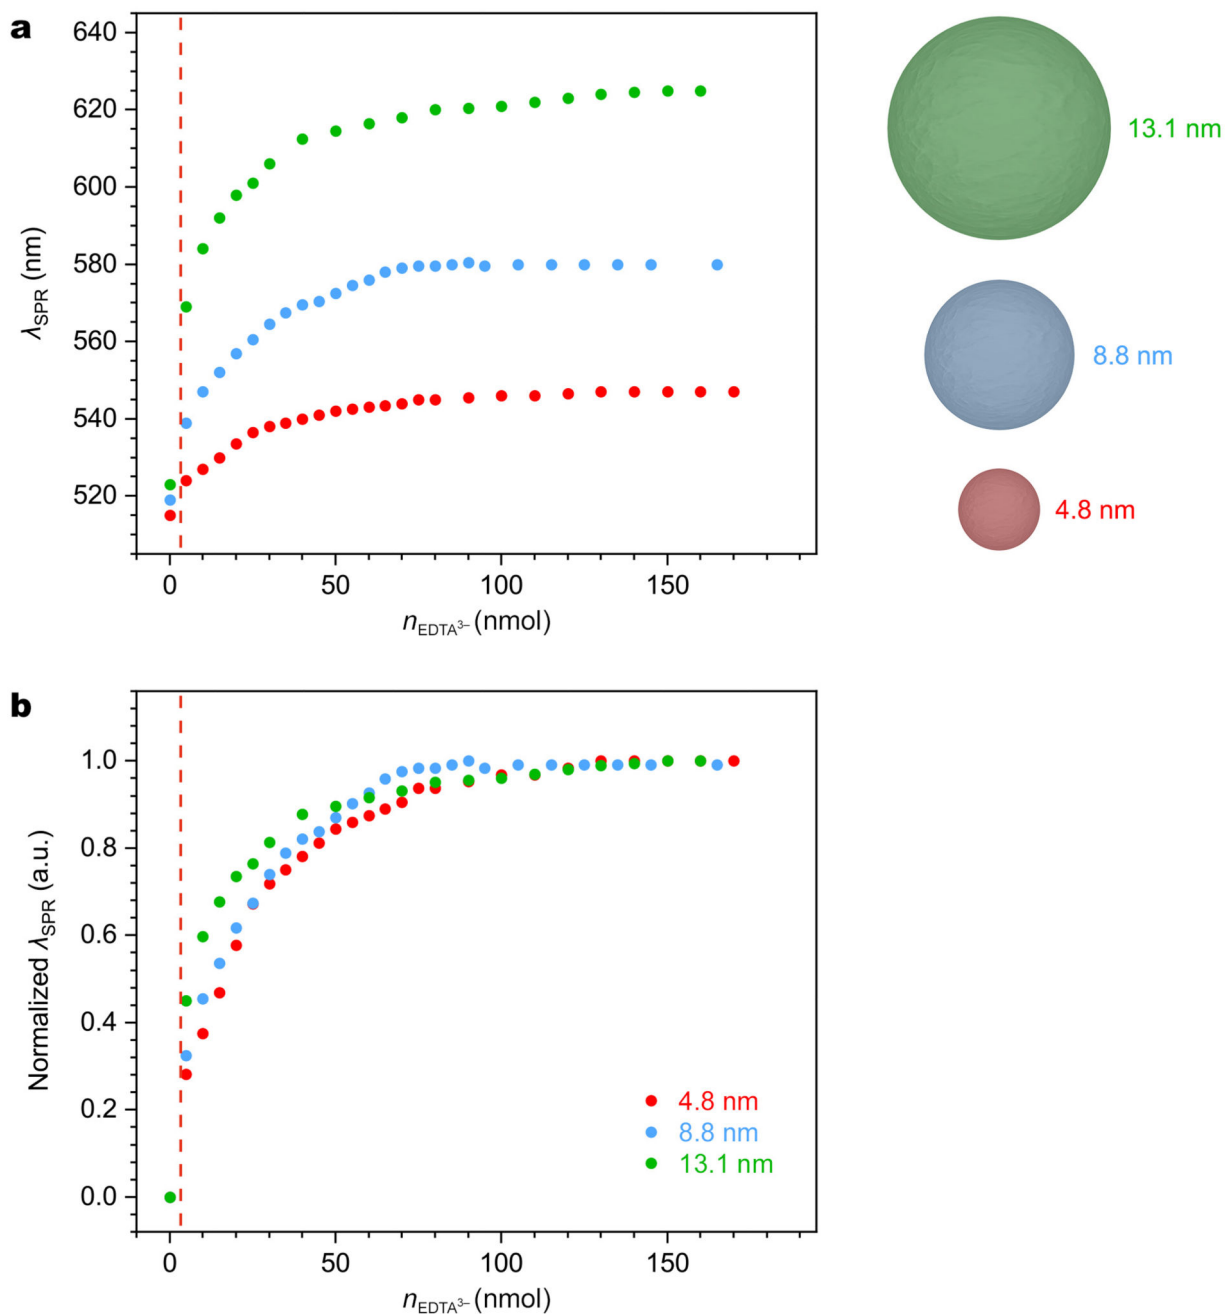 a
640
620
600
580
560
540
520
λSPR (nm)
0 50 100 150
nEDTA³⁻ (nmol)
13.1 nm
8.8 nm
4.8 nm
b
1.0
0.8
0.6
0.4
0.2
0.0
Normalized λSPR (a.u.)
4.8 nm
8.8 nm
13.1 nm
0 50 100 150
nEDTA³⁻ (nmol)